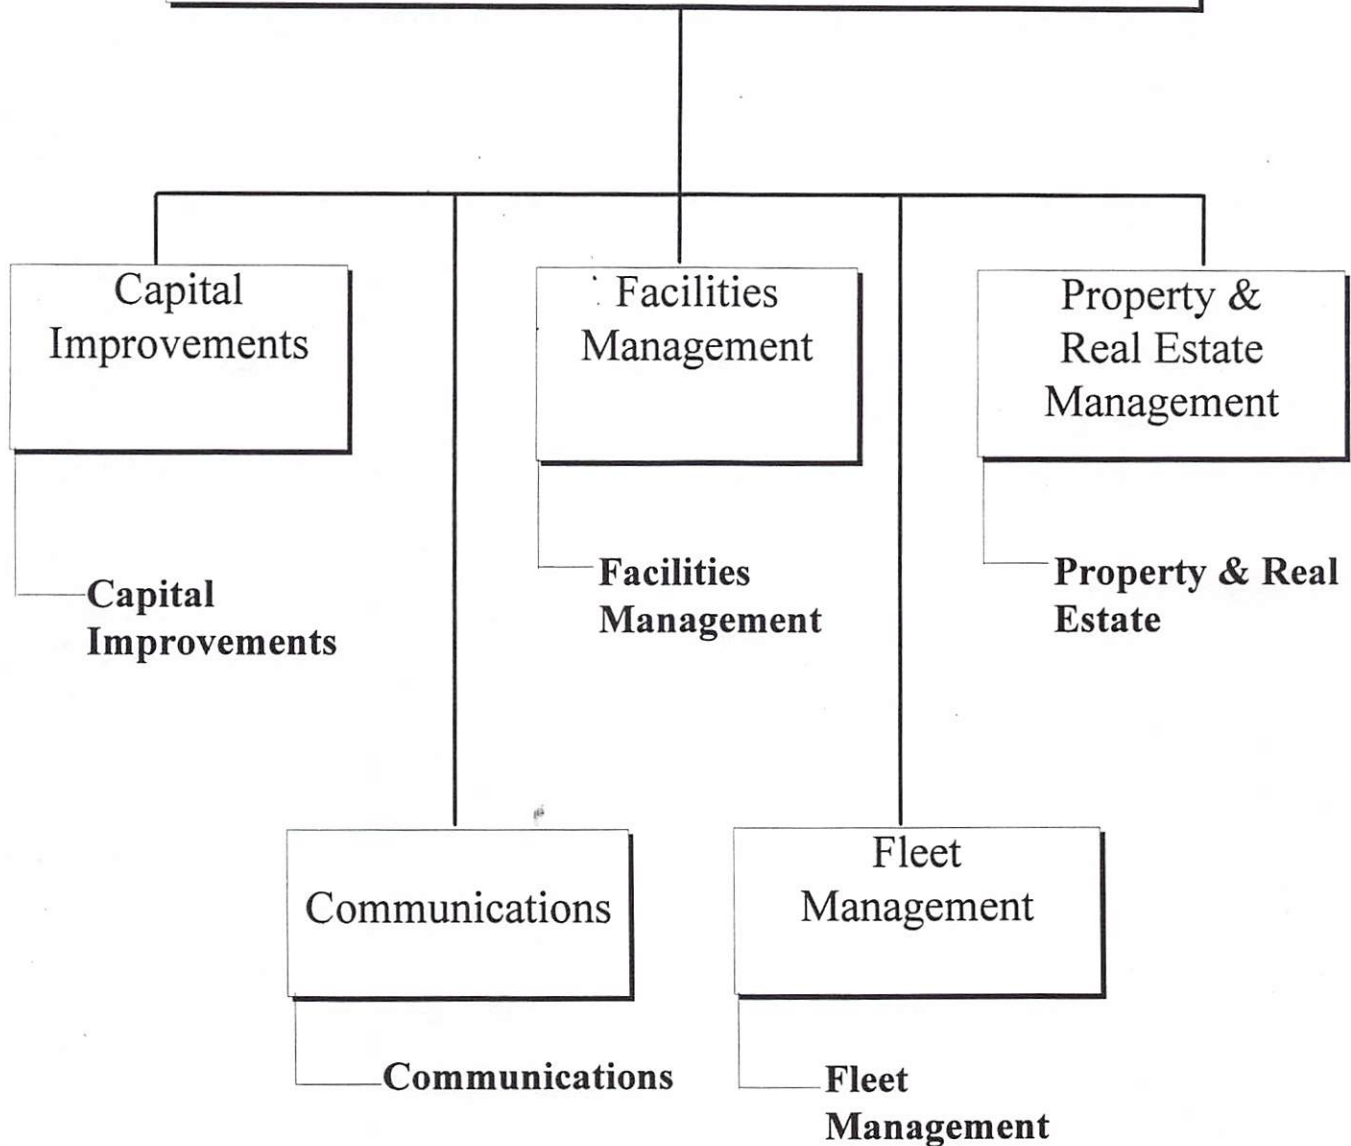 Capital
Improvements
Facilities
Management
Property &
Real Estate
Management
Capital
Improvements
Facilities
Management
Property & Real
Estate
Communications
Fleet
Management
Communications
Fleet
Management